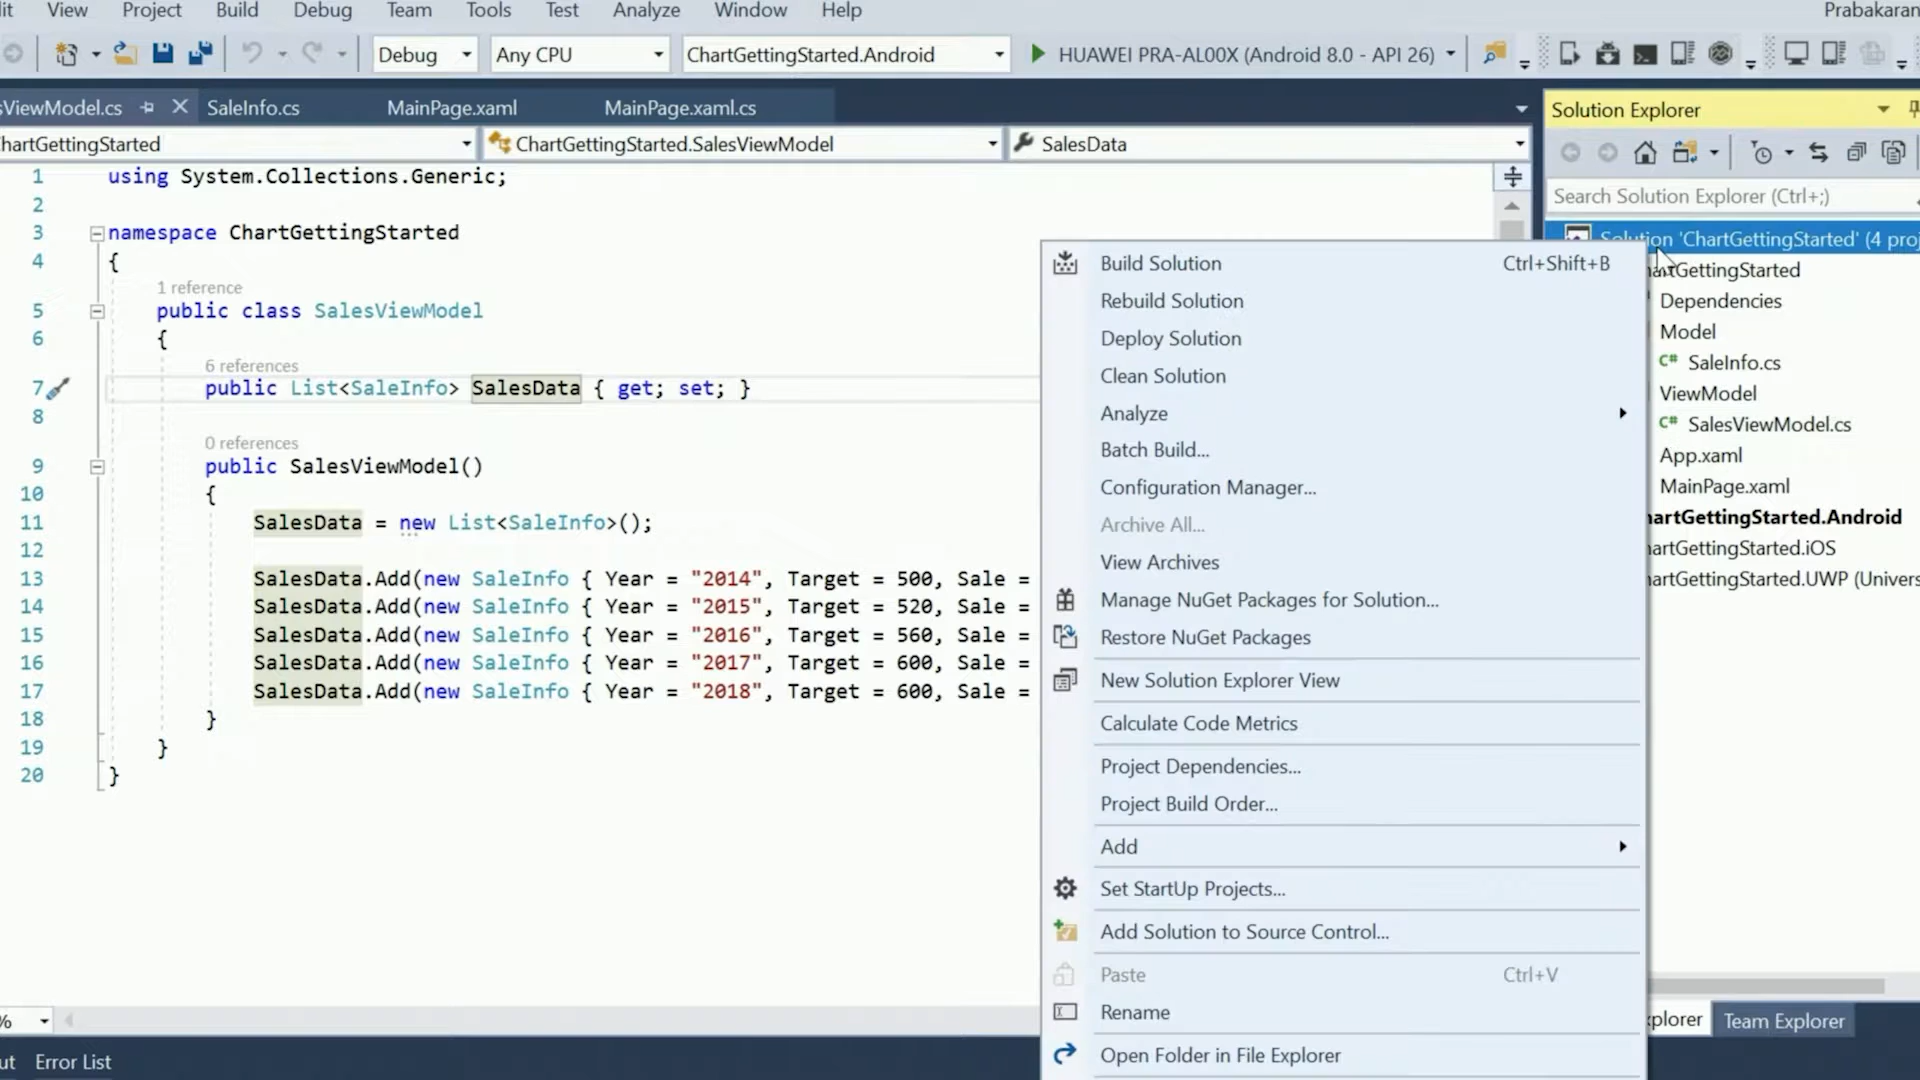 View Project Build Debug Team Tools Test Analyze Window Help Prabakaran
Debug Any CPU ChartGettingStarted.Android HUAWEI PRA-AL00X (Android 8.0 - API 26)
sViewModel.cs SaleInfo.cs MainPage.xaml MainPage.xaml.cs
hartGettingStarted ChartGettingStarted.SalesViewModel SalesData
1 using System.Collections.Generic;
2
3 namespace ChartGettingStarted
4 {
1 reference
5 public class SalesViewModel
6 {
6 references
7 public List<SaleInfo> SalesData { get; set; }
8
0 references
9 public SalesViewModel()
10 {
11 SalesData = new List<SaleInfo>();
12
13 SalesData.Add(new SaleInfo { Year = "2014", Target = 500, Sale =
14 SalesData.Add(new SaleInfo { Year = "2015", Target = 520, Sale =
15 SalesData.Add(new SaleInfo { Year = "2016", Target = 560, Sale =
16 SalesData.Add(new SaleInfo { Year = "2017", Target = 600, Sale =
17 SalesData.Add(new SaleInfo { Year = "2018", Target = 600, Sale =
18 }
19 }
20 }
Build Solution Ctrl+Shift+B
Rebuild Solution
Deploy Solution
Clean Solution
Analyze
Batch Build...
Configuration Manager...
Archive All...
View Archives
Manage NuGet Packages for Solution...
Restore NuGet Packages
New Solution Explorer View
Calculate Code Metrics
Project Dependencies...
Project Build Order...
Add
Set StartUp Projects...
Add Solution to Source Control...
Paste Ctrl+V
Rename
Open Folder in File Explorer
Solution Explorer
Search Solution Explorer (Ctrl+;)
Solution 'ChartGettingStarted' (4 proj
artGettingStarted
Dependencies
Model
C# SaleInfo.cs
ViewModel
C# SalesViewModel.cs
App.xaml
MainPage.xaml
hartGettingStarted.Android
hartGettingStarted.iOS
hartGettingStarted.UWP (Univers
xplorer Team Explorer
%
ut Error List